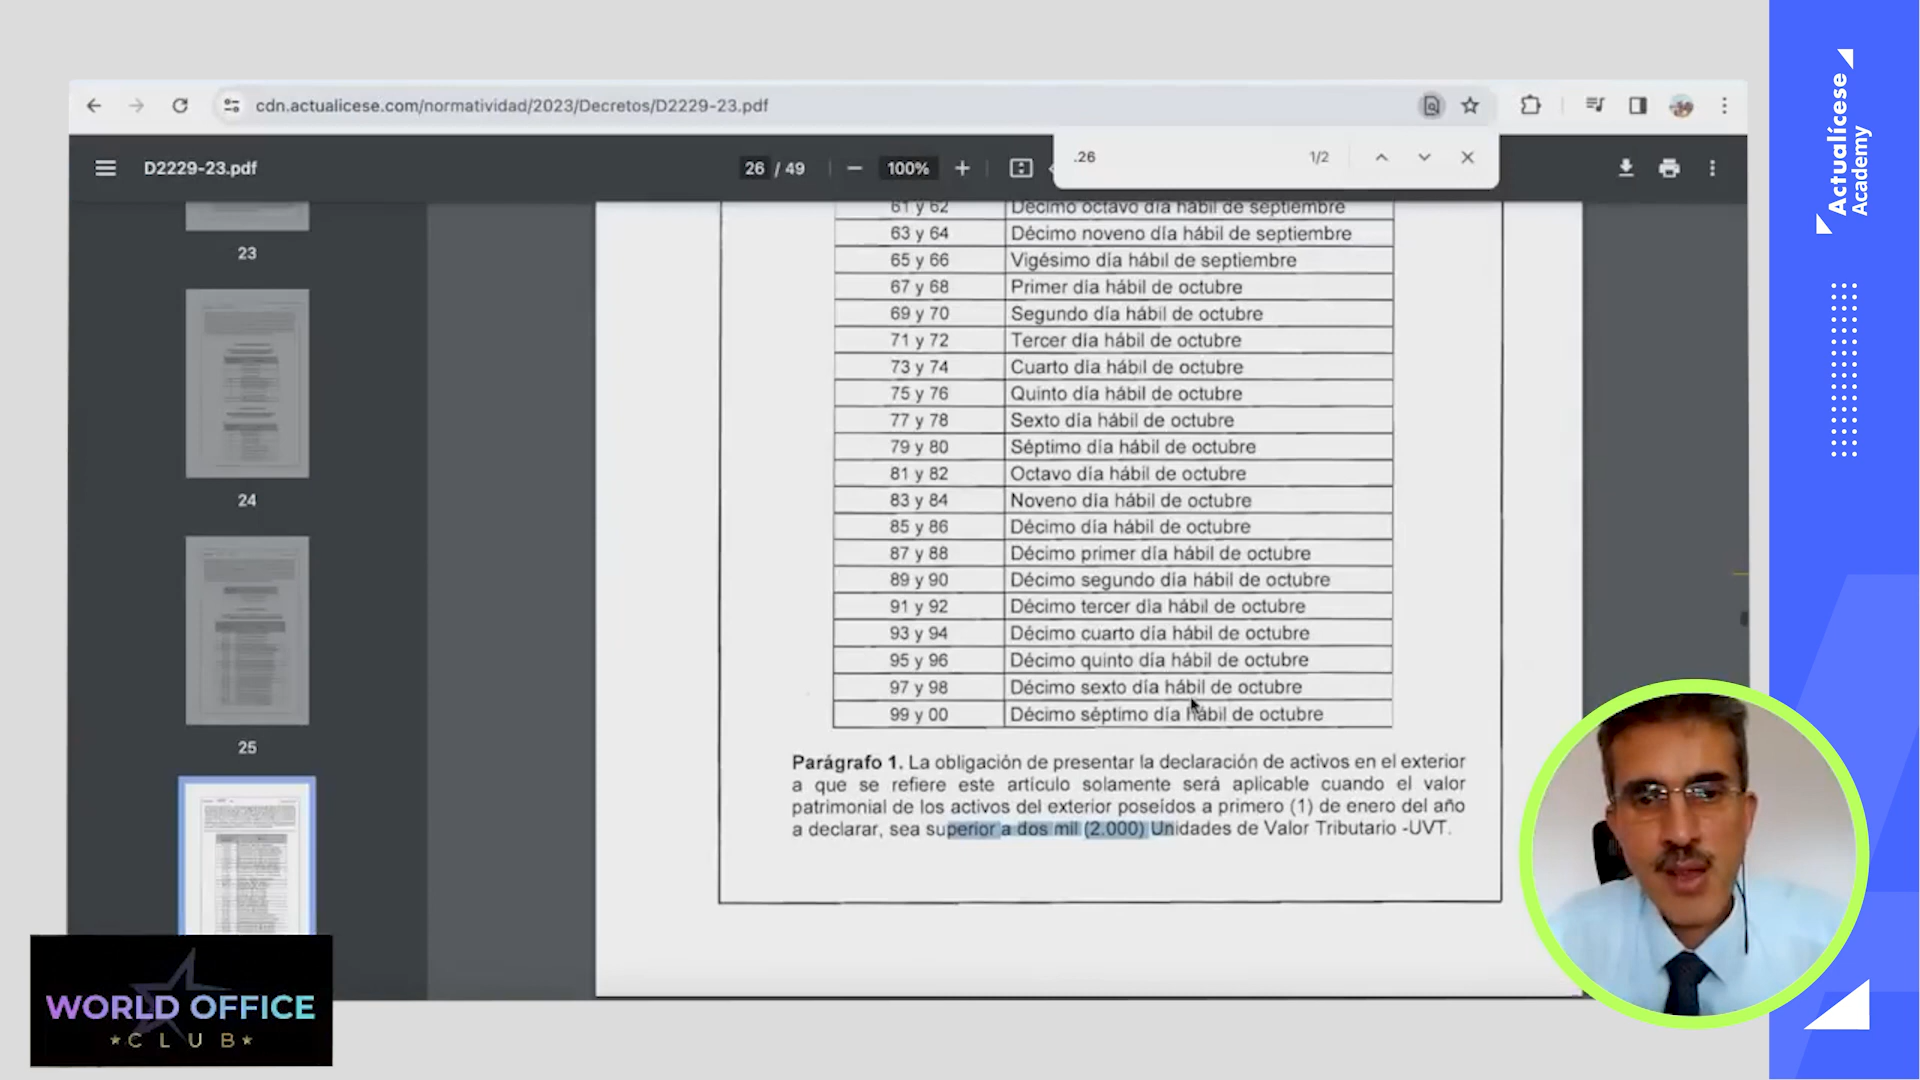 cdn.actualicese.com/normatividad/2023/Decretos/D2229-23.pdf
.26 1/2
D2229-23.pdf 26 / 49 100%
23
24
25
61 y 62 Décimo octavo día hábil de septiembre
63 y 64 Décimo noveno día hábil de septiembre
65 y 66 Vigésimo día hábil de septiembre
67 y 68 Primer día hábil de octubre
69 y 70 Segundo día hábil de octubre
71 y 72 Tercer día hábil de octubre
73 y 74 Cuarto día hábil de octubre
75 y 76 Quinto día hábil de octubre
77 y 78 Sexto día hábil de octubre
79 y 80 Séptimo día hábil de octubre
81 y 82 Octavo día hábil de octubre
83 y 84 Noveno día hábil de octubre
85 y 86 Décimo día hábil de octubre
87 y 88 Décimo primer día hábil de octubre
89 y 90 Décimo segundo día hábil de octubre
91 y 92 Décimo tercer día hábil de octubre
93 y 94 Décimo cuarto día hábil de octubre
95 y 96 Décimo quinto día hábil de octubre
97 y 98 Décimo sexto día hábil de octubre
99 y 00 Décimo séptimo día hábil de octubre
Parágrafo 1. La obligación de presentar la declaración de activos en el exterior
a que se refiere este artículo solamente será aplicable cuando el valor
patrimonial de los activos del exterior poseídos a primero (1) de enero del año
a declarar, sea superior a dos mil (2.000) Unidades de Valor Tributario -UVT.
WORLD OFFICE
CLUB
Actualícese
Academy